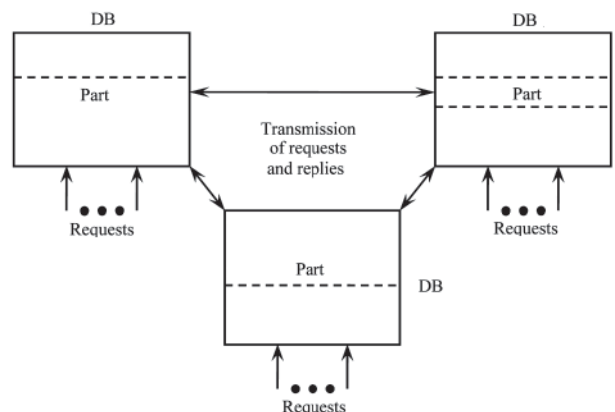 DB
DB
Part
Part
Transmission
of requests
and replies
Requests
Requests
Part
DB
Requests